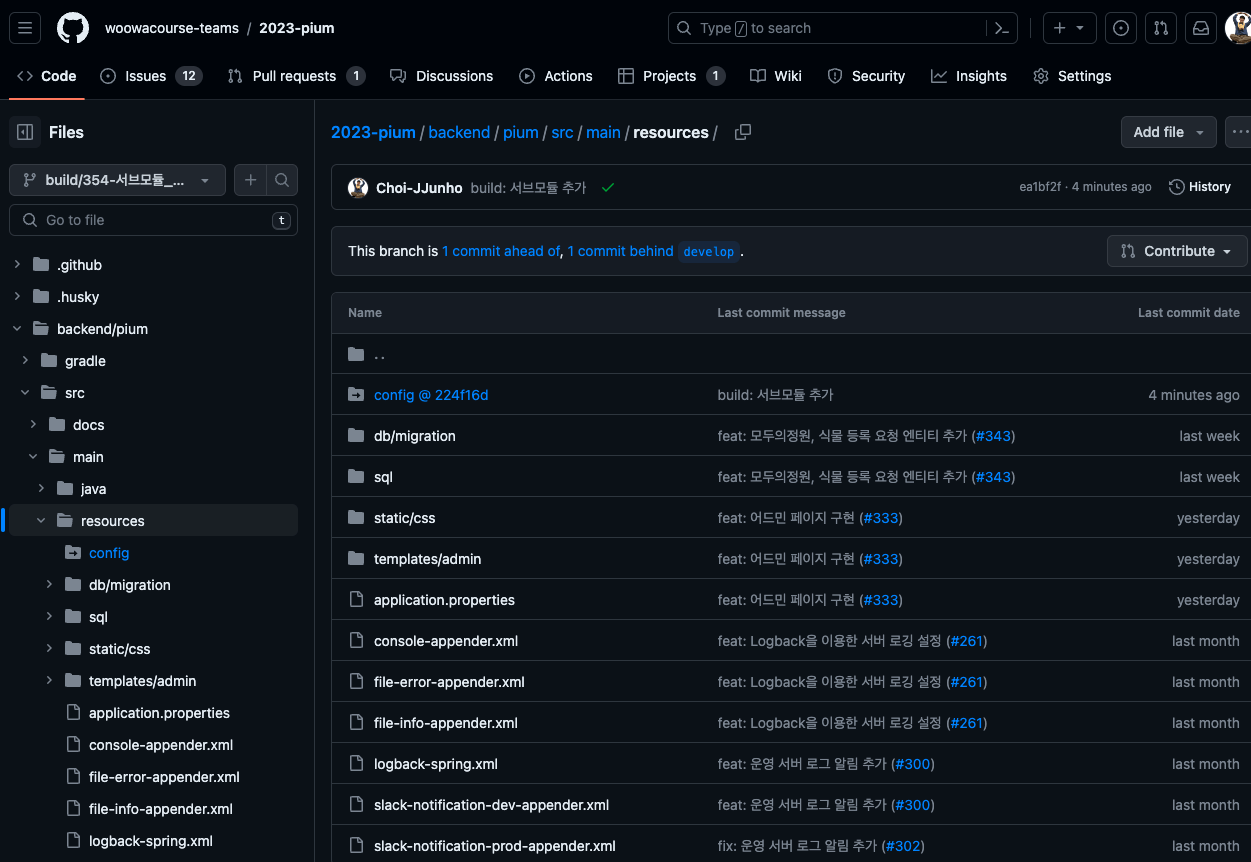 woowacourse-teams / 2023-pium
Type / to search
Code
Issues 12
Pull requests 1
Discussions
Actions
Projects 1
Wiki
Security
Insights
Settings
Files
build/354-서브모듈_...
Go to file
t
.github
.husky
backend/pium
gradle
src
docs
main
java
resources
config
db/migration
sql
static/css
templates/admin
application.properties
console-appender.xml
file-error-appender.xml
file-info-appender.xml
logback-spring.xml
2023-pium / backend / pium / src / main / resources /
Add file
Choi-JJunho build: 서브모듈 추가
ea1bf2f · 4 minutes ago
History
This branch is 1 commit ahead of, 1 commit behind develop .
Contribute
Name Last commit message Last commit date
..
config @ 224f16d build: 서브모듈 추가 4 minutes ago
db/migration feat: 모두의정원, 식물 등록 요청 엔티티 추가 (#343) last week
sql feat: 모두의정원, 식물 등록 요청 엔티티 추가 (#343) last week
static/css feat: 어드민 페이지 구현 (#333) yesterday
templates/admin feat: 어드민 페이지 구현 (#333) yesterday
application.properties feat: 어드민 페이지 구현 (#333) yesterday
console-appender.xml feat: Logback을 이용한 서버 로깅 설정 (#261) last month
file-error-appender.xml feat: Logback을 이용한 서버 로깅 설정 (#261) last month
file-info-appender.xml feat: Logback을 이용한 서버 로깅 설정 (#261) last month
logback-spring.xml feat: 운영 서버 로그 알림 추가 (#300) last month
slack-notification-dev-appender.xml feat: 운영 서버 로그 알림 추가 (#300) last month
slack-notification-prod-appender.xml fix: 운영 서버 로그 알림 추가 (#302) last month